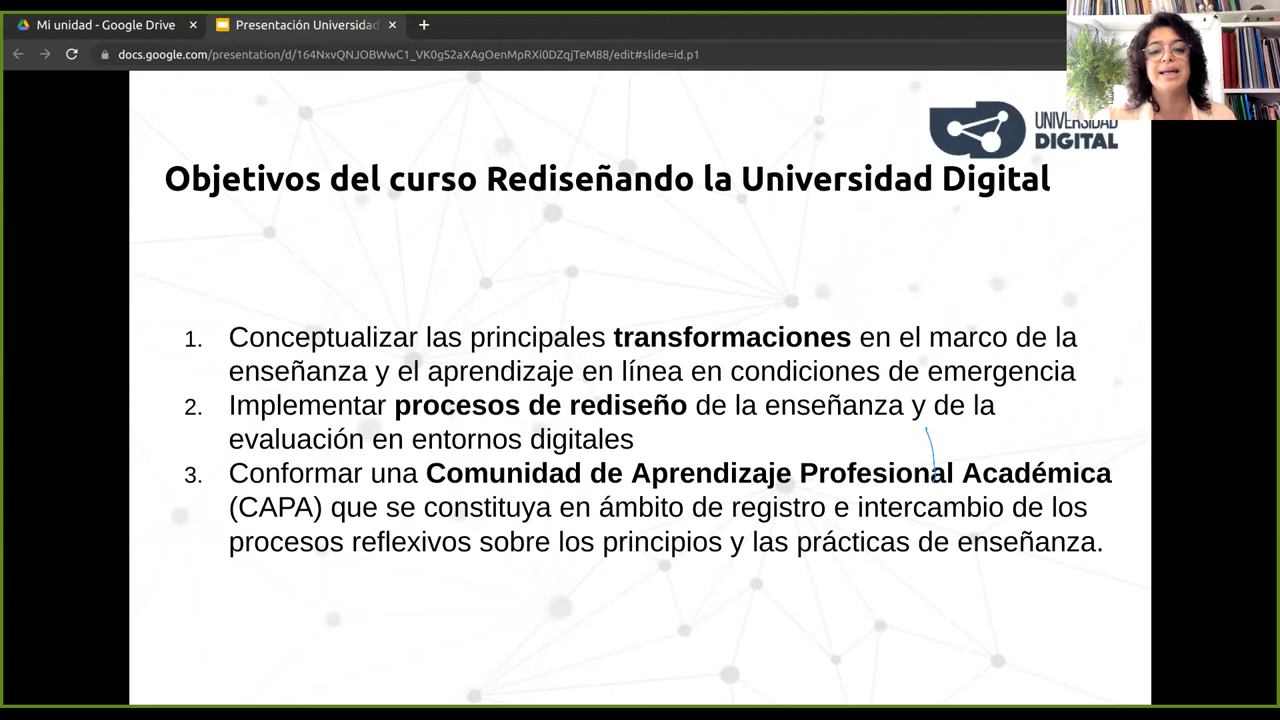 Mi unidad - Google Drive
Presentación Universidad
docs.google.com/presentation/d/164NxvQNJOBWwC1_VK0gS2aXAgOenMpRXi0DZqjTeM88/edit#slide=id.p1
UNIVERSIDAD
DIGITAL
Objetivos del curso Rediseñando la Universidad Digital
1. Conceptualizar las principales transformaciones en el marco de la
enseñanza y el aprendizaje en línea en condiciones de emergencia
2. Implementar procesos de rediseño de la enseñanza y de la
evaluación en entornos digitales
3. Conformar una Comunidad de Aprendizaje Profesional Académica
(CAPA) que se constituya en ámbito de registro e intercambio de los
procesos reflexivos sobre los principios y las prácticas de enseñanza.